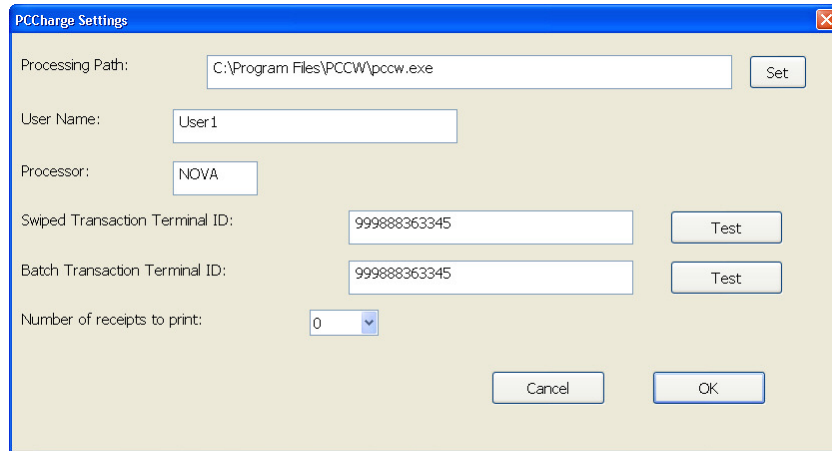 PCCharge Settings
Processing Path: C:\Program Files\PCCW\pccw.exe Set
User Name: User1
Processor: NOVA
Swiped Transaction Terminal ID: 999888363345 Test
Batch Transaction Terminal ID: 999888363345 Test
Number of receipts to print: 0
Cancel OK